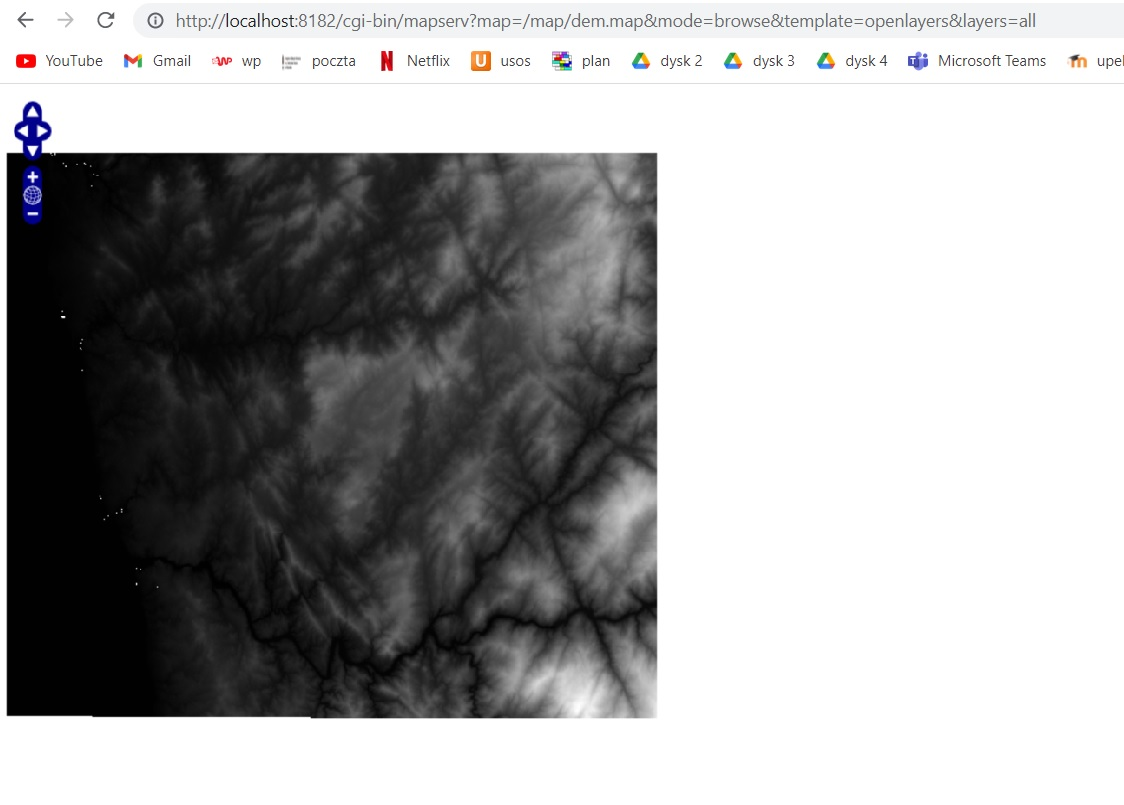 http://localhost:8182/cgi-bin/mapserv?map=/map/dem.map&mode=browse&template=openlayers&layers=all
YouTube Gmail wp poczta Netflix usos plan dysk 2 dysk 3 dysk 4 Microsoft Teams upel